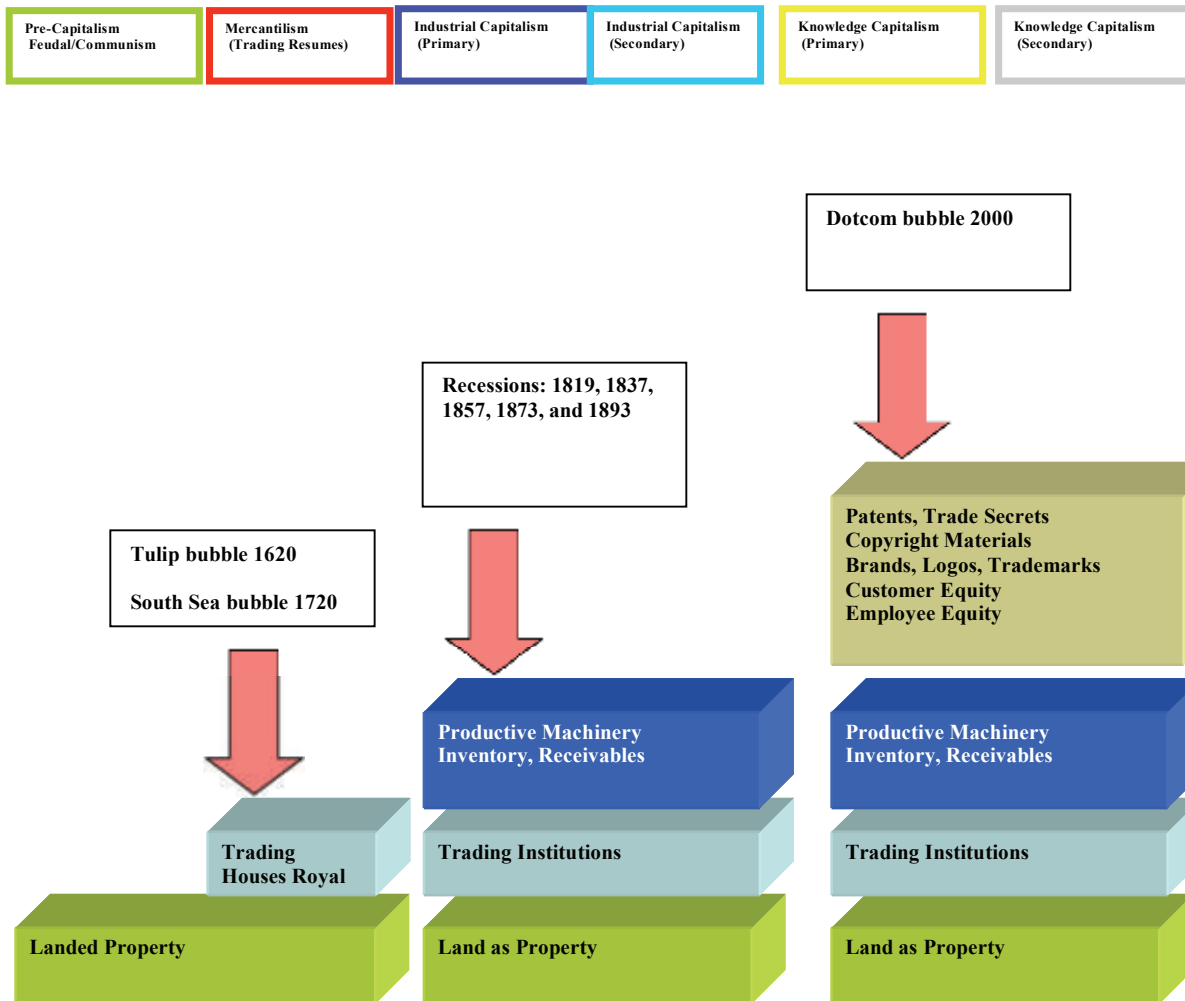 Pre-Capitalism
Feudal/Communism
Mercantilism
(Trading Resumes)
Industrial Capitalism
(Primary)
Industrial Capitalism
(Secondary)
Knowledge Capitalism
(Primary)
Knowledge Capitalism
(Secondary)
Dotcom bubble 2000
Recessions: 1819, 1837,
1857, 1873, and 1893
Tulip bubble 1620
South Sea bubble 1720
Patents, Trade Secrets
Copyright Materials
Brands, Logos, Trademarks
Customer Equity
Employee Equity
Productive Machinery
Inventory, Receivables
Productive Machinery
Inventory, Receivables
Trading
Houses Royal
Trading Institutions
Trading Institutions
Landed Property
Land as Property
Land as Property